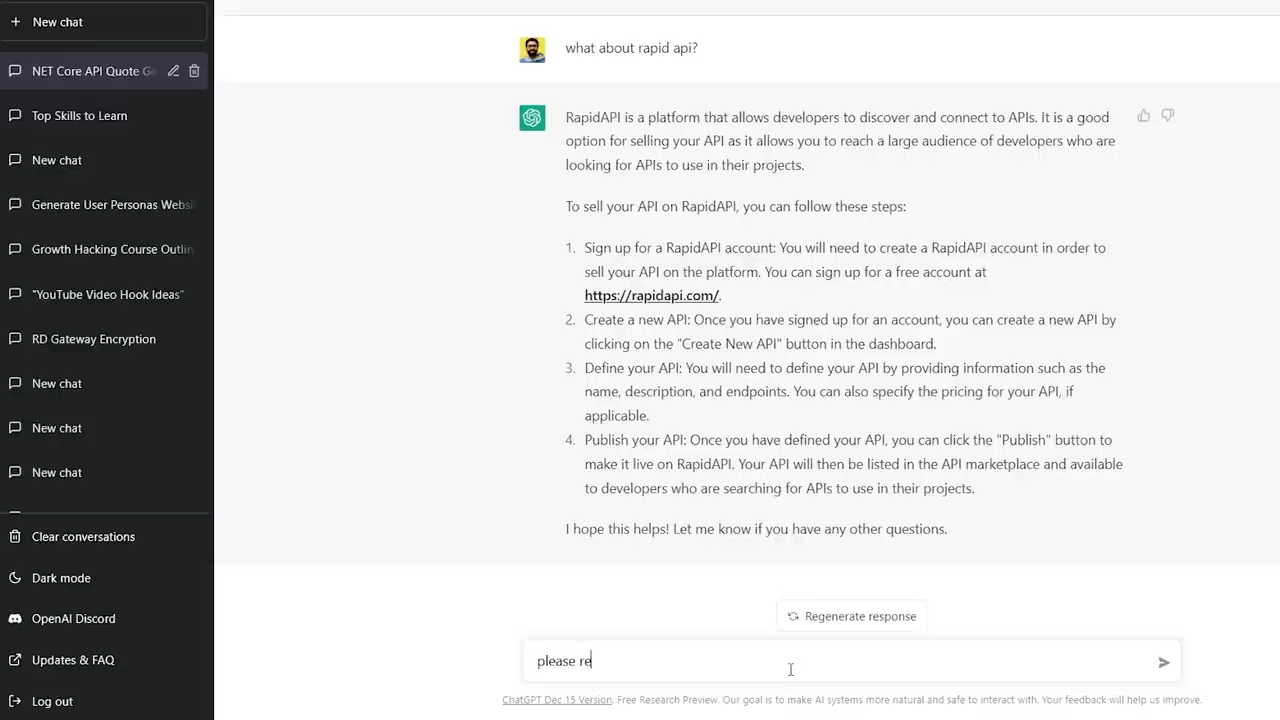 New chat
NET Core API Quote Ge
Top Skills to Learn
New chat
Generate User Personas Websi
Growth Hacking Course Outlin
"YouTube Video Hook Ideas"
RD Gateway Encryption
New chat
New chat
New chat
Clear conversations
Dark mode
OpenAI Discord
Updates & FAQ
Log out
what about rapid api?
RapidAPI is a platform that allows developers to discover and connect to APIs. It is a good
option for selling your API as it allows you to reach a large audience of developers who are
looking for APIs to use in their projects.
To sell your API on RapidAPI, you can follow these steps:
1. Sign up for a RapidAPI account: You will need to create a RapidAPI account in order to
sell your API on the platform. You can sign up for a free account at
https://rapidapi.com/.
2. Create a new API: Once you have signed up for an account, you can create a new API by
clicking on the "Create New API" button in the dashboard.
3. Define your API: You will need to define your API by providing information such as the
name, description, and endpoints. You can also specify the pricing for your API, if
applicable.
4. Publish your API: Once you have defined your API, you can click the "Publish" button to
make it live on RapidAPI. Your API will then be listed in the API marketplace and available
to developers who are searching for APIs to use in their projects.
I hope this helps! Let me know if you have any other questions.
Regenerate response
please re
ChatGPT Dec 15 Version. Free Research Preview. Our goal is to make AI systems more natural and safe to interact with. Your feedback will help us improve.